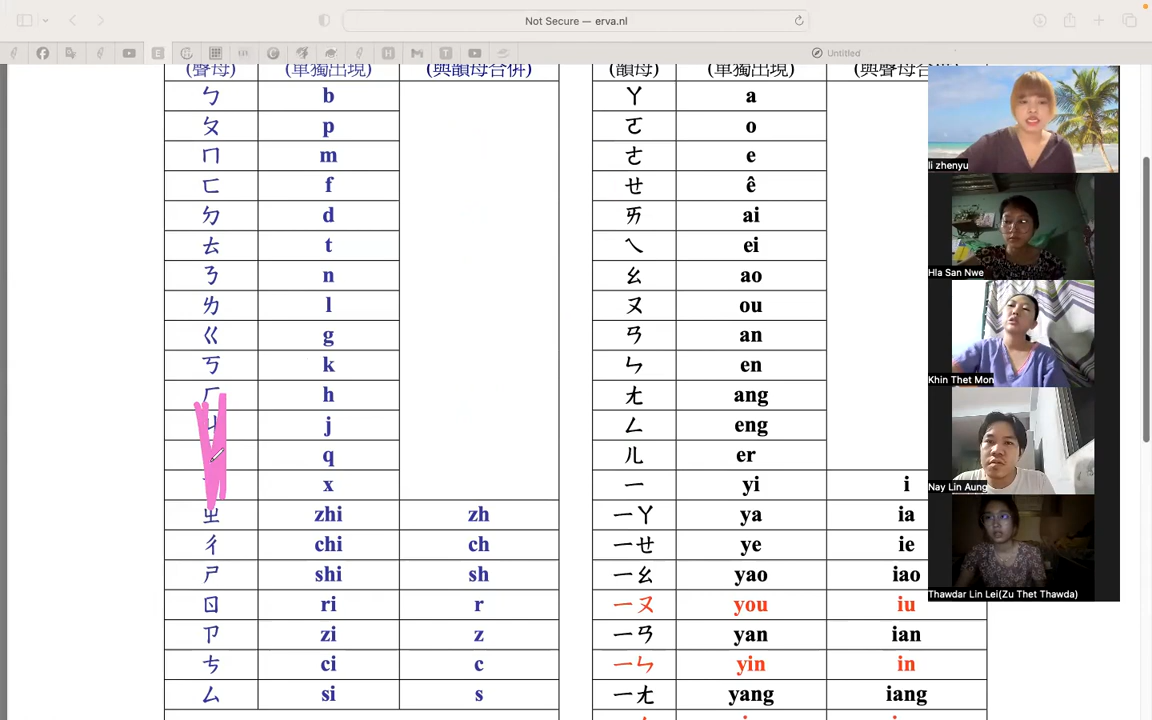 Not Secure — erva.nl
Untitled
(聲母) (單獨出現) (與韻母合併) (韻母) (單獨出現)
ㄅ b ㄚ a
ㄆ p ㄛ o
ㄇ m ㄜ e
ㄈ f ㄝ ê
ㄉ d ㄞ ai
ㄊ t ㄟ ei
ㄋ n ㄠ ao
ㄌ l ㄡ ou
ㄍ g ㄢ an
ㄎ k ㄣ en
ㄏ h ㄤ ang
ㄐ j ㄥ eng
q ㄦ er
x ㄧ yi i
ㄓ zhi zh ㄧㄚ ya ia
ㄔ chi ch ㄧㄝ ye ie
ㄕ shi sh ㄧㄠ yao iao
ㄖ ri r ㄧㄡ you iu
ㄗ zi z ㄧㄢ yan ian
ㄘ ci c ㄧㄣ yin in
ㄙ si s ㄧㄤ yang iang
li zhenyu
Hla San Nwe
Khin Thet Mon
Nay Lin Aung
Thawdar Lin Lei(Zu Thet Thawda)